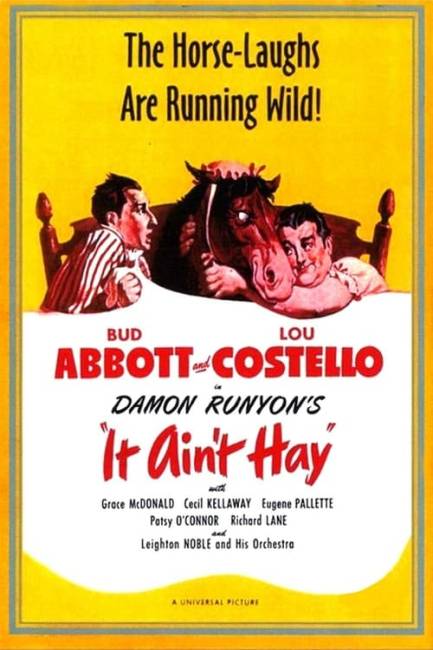 The Horse-Laughs
Are Running Wild!
BUD LOU
ABBOTT and COSTELLO
in
DAMON RUNYON'S
"It Ain't Hay"
with
Grace McDONALD Cecil KELLAWAY Eugene PALLETTE
Patsy O'CONNOR Richard LANE
and
Leighton NOBLE and His Orchestra
A UNIVERSAL PICTURE